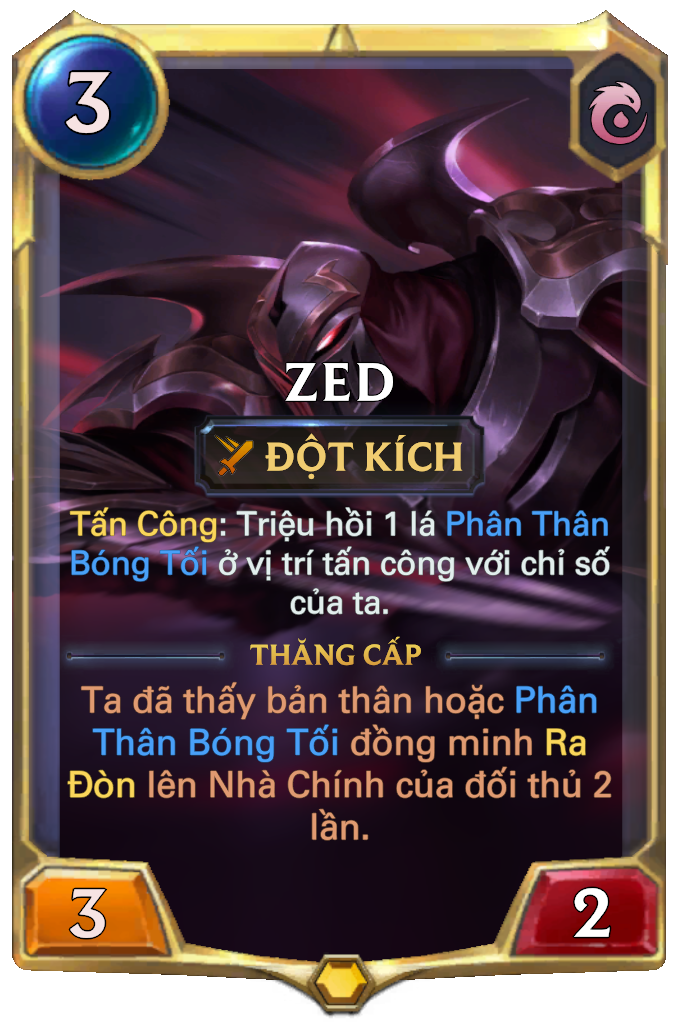 3
ZED
ĐỘT KÍCH
Tấn Công: Triệu hồi 1 lá Phân Thân
Bóng Tối ở vị trí tấn công với chỉ số
của ta.
THĂNG CẤP
Ta đã thấy bản thân hoặc Phân
Thân Bóng Tối đồng minh Ra
Đòn lên Nhà Chính của đối thủ 2
lần.
3
2